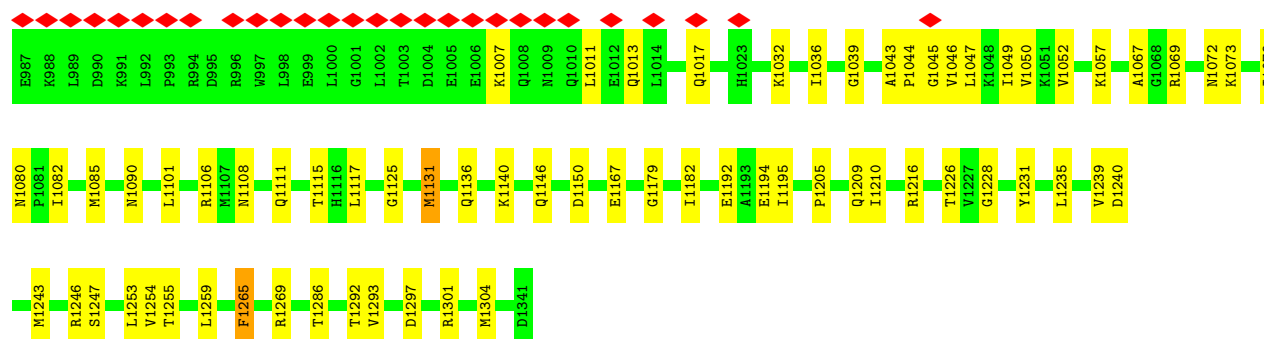 E987 K988 L989 D990 K991 L992 P993 R994 D995 R996 W997 L998 E999 L1000 G1001 L1002 T1003 D1004 E1005 E1006 K1007 Q1008 N1009 Q1010 L1011 E1012 Q1013 L1014 Q1017 H1023 K1032 I1036 G1039 A1043 P1044 G1045 V1046 L1047 K1048 I1049 V1050 K1051 V1052 K1057 A1067 G1068 R1069 N1072 K1073
N1080 P1081 I1082 M1085 N1090 L1101 R1106 M1107 N1108 Q1111 T1115 H1116 L1117 G1125 M1131 Q1136 K1140 Q1146 D1150 E1167 G1179 I1182 E1192 A1193 E1194 I1195 P1205 Q1209 I1210 R1216 T1226 V1227 G1228 Y1231 L1235 V1239 D1240
M1243 R1246 S1247 L1253 V1254 T1255 L1259 F1265 R1269 T1286 T1292 V1293 D1297 R1301 M1304 D1341